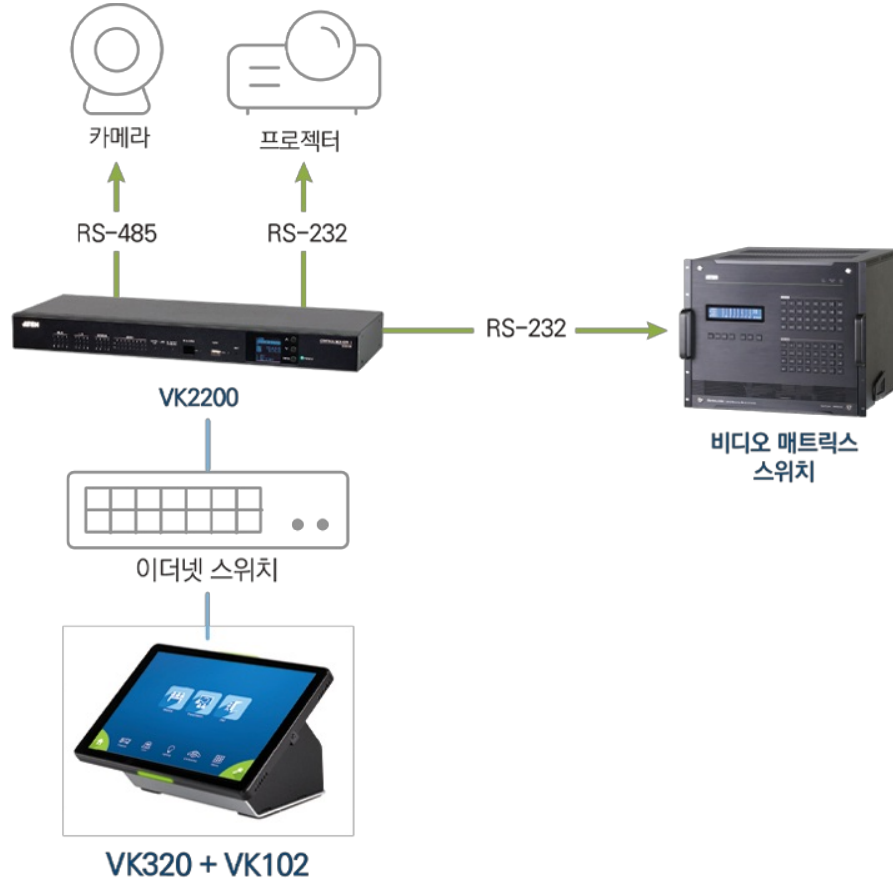 카메라
프로젝터
RS-485
RS-232
RS-232
ATEN
VK2200
비디오 매트릭스
스위치
이더넷 스위치
VK320 + VK102